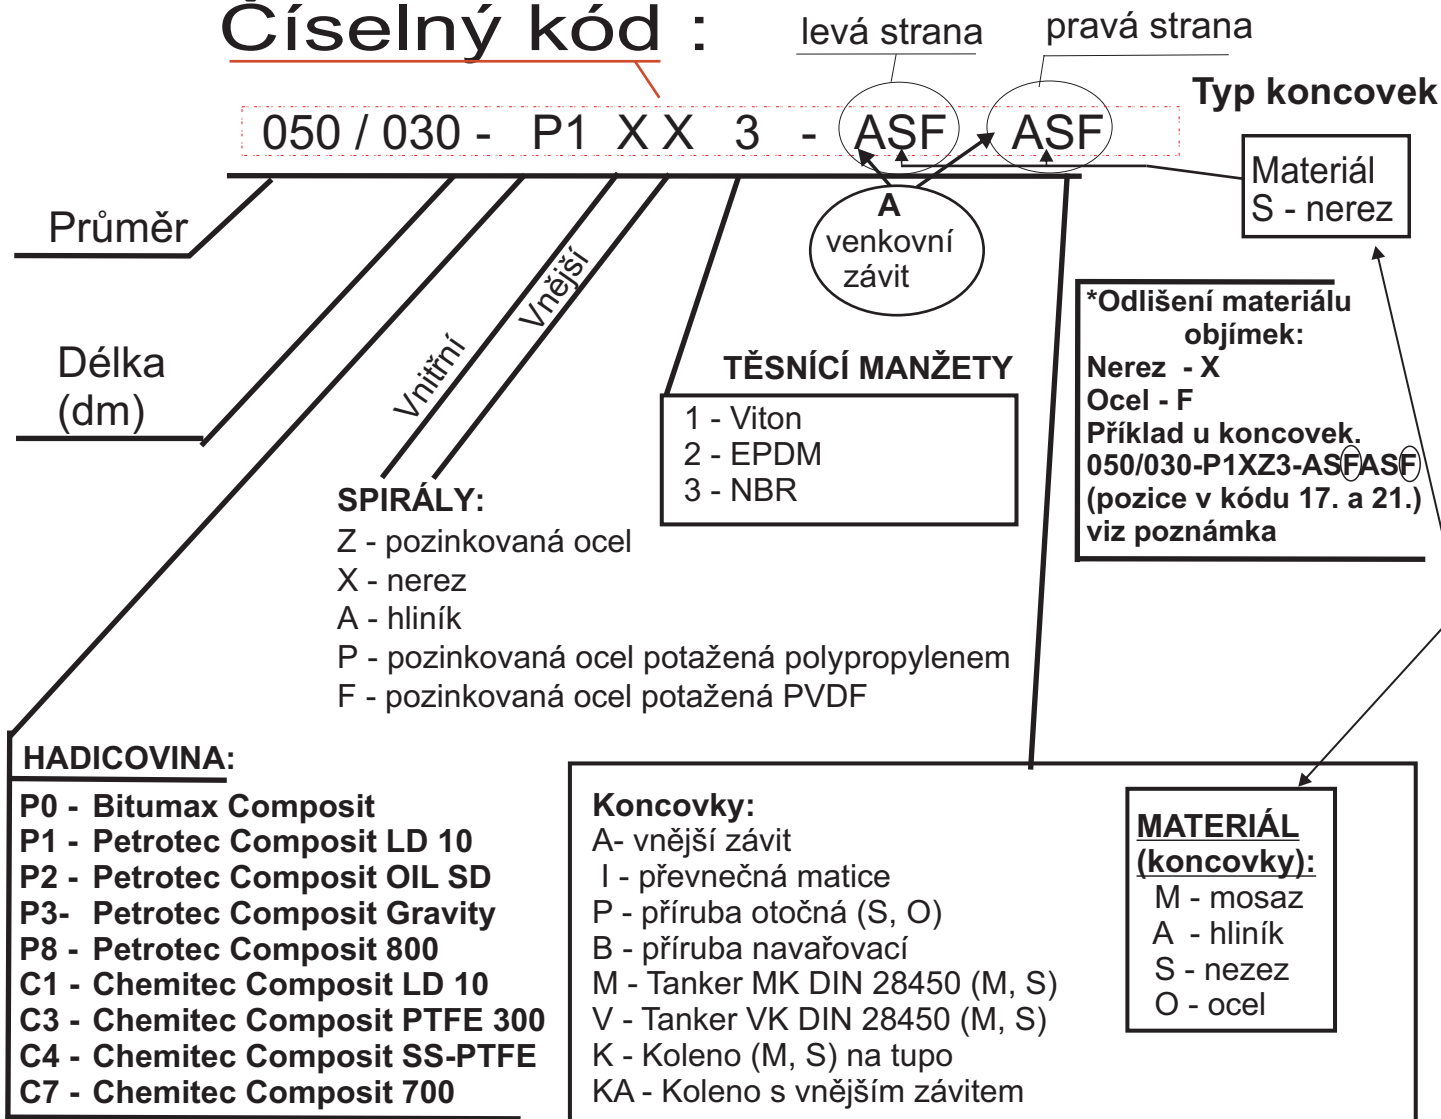 Číselný kód :
levá strana
pravá strana
Typ koncovek
050 / 030 - P1 X X 3 - ASF ASF
Materiál
S - nerez
Průměr
A
venkovní
závit
Vnitřní
Vnější
Délka
(dm)
*Odlišení materiálu
objímek:
Nerez - X
Ocel - F
Příklad u koncovek.
050/030-P1XZ3-ASFASF
(pozice v kódu 17. a 21.)
viz poznámka
TĚSNÍCÍ MANŽETY
1 - Viton
2 - EPDM
3 - NBR
SPIRÁLY:
Z - pozinkovaná ocel
X - nerez
A - hliník
P - pozinkovaná ocel potažená polypropylenem
F - pozinkovaná ocel potažená PVDF
HADICOVINA:
P0 - Bitumax Composit
P1 - Petrotec Composit LD 10
P2 - Petrotec Composit OIL SD
P3- Petrotec Composit Gravity
P8 - Petrotec Composit 800
C1 - Chemitec Composit LD 10
C3 - Chemitec Composit PTFE 300
C4 - Chemitec Composit SS-PTFE
C7 - Chemitec Composit 700
Koncovky:
A- vnější závit
I - převnečná matice
P - příruba otočná (S, O)
B - příruba navařovací
M - Tanker MK DIN 28450 (M, S)
V - Tanker VK DIN 28450 (M, S)
K - Koleno (M, S) na tupo
KA - Koleno s vnějším závitem
MATERIÁL
(koncovky):
M - mosaz
A - hliník
S - nezez
O - ocel